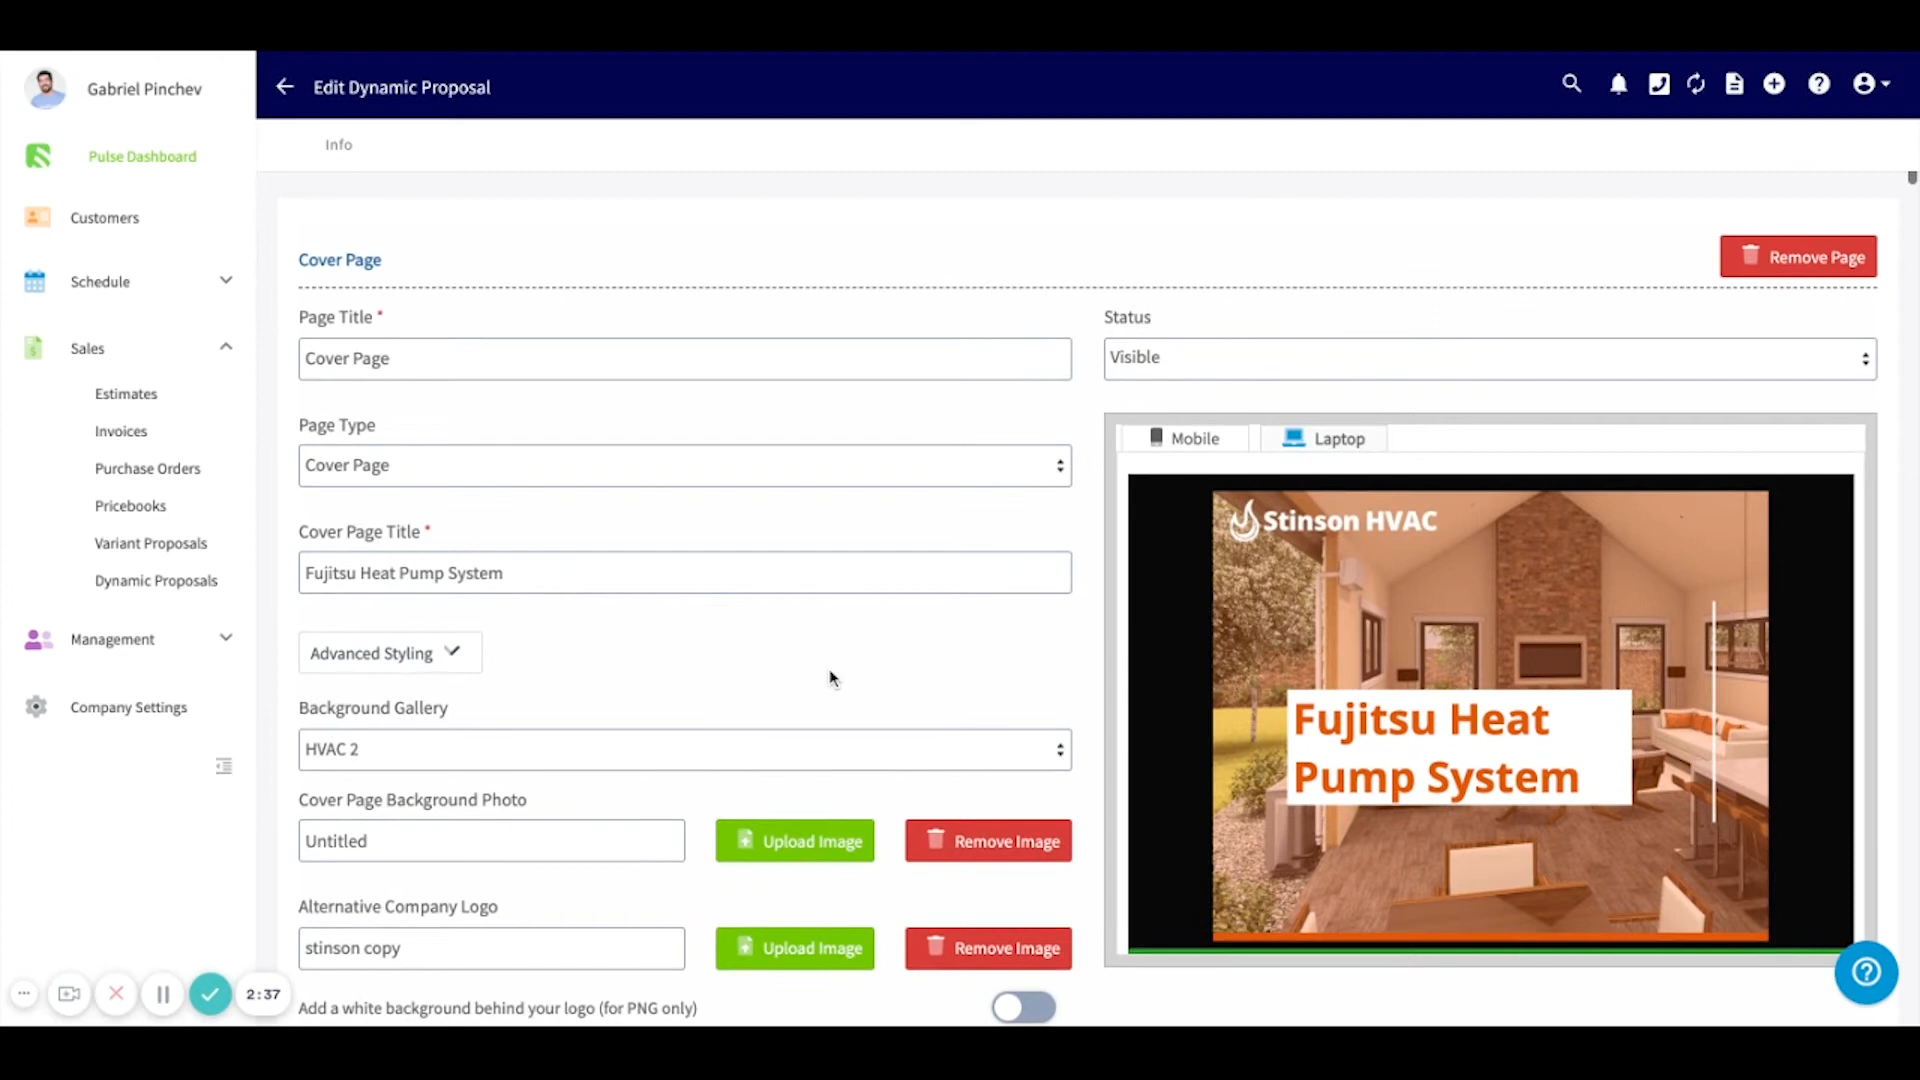 Gabriel Pinchev
Edit Dynamic Proposal
Pulse Dashboard
Info
Customers
Schedule
Sales
Estimates
Invoices
Purchase Orders
Pricebooks
Variant Proposals
Dynamic Proposals
Management
Company Settings
Cover Page
Remove Page
Page Title *
Cover Page
Status
Visible
Page Type
Cover Page
Cover Page Title *
Fujitsu Heat Pump System
Advanced Styling
Background Gallery
HVAC 2
Cover Page Background Photo
Untitled
Upload Image
Remove Image
Alternative Company Logo
stinson copy
Upload Image
Remove Image
Add a white background behind your logo (for PNG only)
Mobile
Laptop
Stinson HVAC
Fujitsu Heat
Pump System
2:37